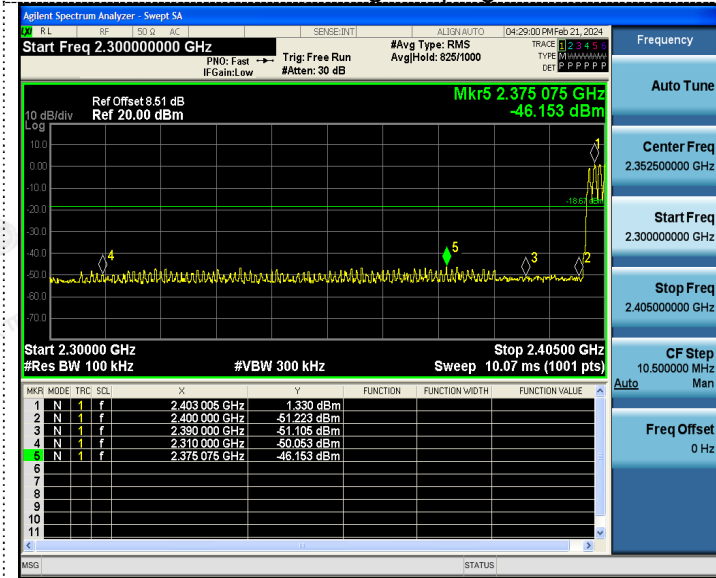 Agilent Spectrum Analyzer - Swept SA
LXI RL RF 50 Ω AC SENSE:INT ALIGN AUTO 04:29:00 PM Feb 21, 2024
Start Freq 2.300000000 GHz #Avg Type: RMS TRACE 1 2 3 4 5 6
PNO: Fast Trig: Free Run Avg|Hold: 825/1000 TYPE M
IFGain:Low #Atten: 30 dB DET P P P P P P
Mkr5 2.375 075 GHz
Ref Offset 8.51 dB
10 dB/div Ref 20.00 dBm -46.153 dBm
Log
10.0
0.00
-10.0
-20.0
-30.0
-40.0
-50.0
-60.0
-70.0
1
-18.67 dBm
4 5 3 2
Start 2.30000 GHz Stop 2.40500 GHz
#Res BW 100 kHz #VBW 300 kHz Sweep 10.07 ms (1001 pts)
MKR MODE TRC SCL X Y FUNCTION FUNCTION WIDTH FUNCTION VALUE
1 N 1 f 2.403 005 GHz 1.330 dBm
2 N 1 f 2.400 000 GHz -51.223 dBm
3 N 1 f 2.390 000 GHz -51.105 dBm
4 N 1 f 2.310 000 GHz -50.053 dBm
5 N 1 f 2.375 075 GHz -46.153 dBm
6
7
8
9
10
11
MSG STATUS
Frequency
Auto Tune
Center Freq
2.352500000 GHz
Start Freq
2.300000000 GHz
Stop Freq
2.405000000 GHz
CF Step
10.500000 MHz
Auto Man
Freq Offset
0 Hz